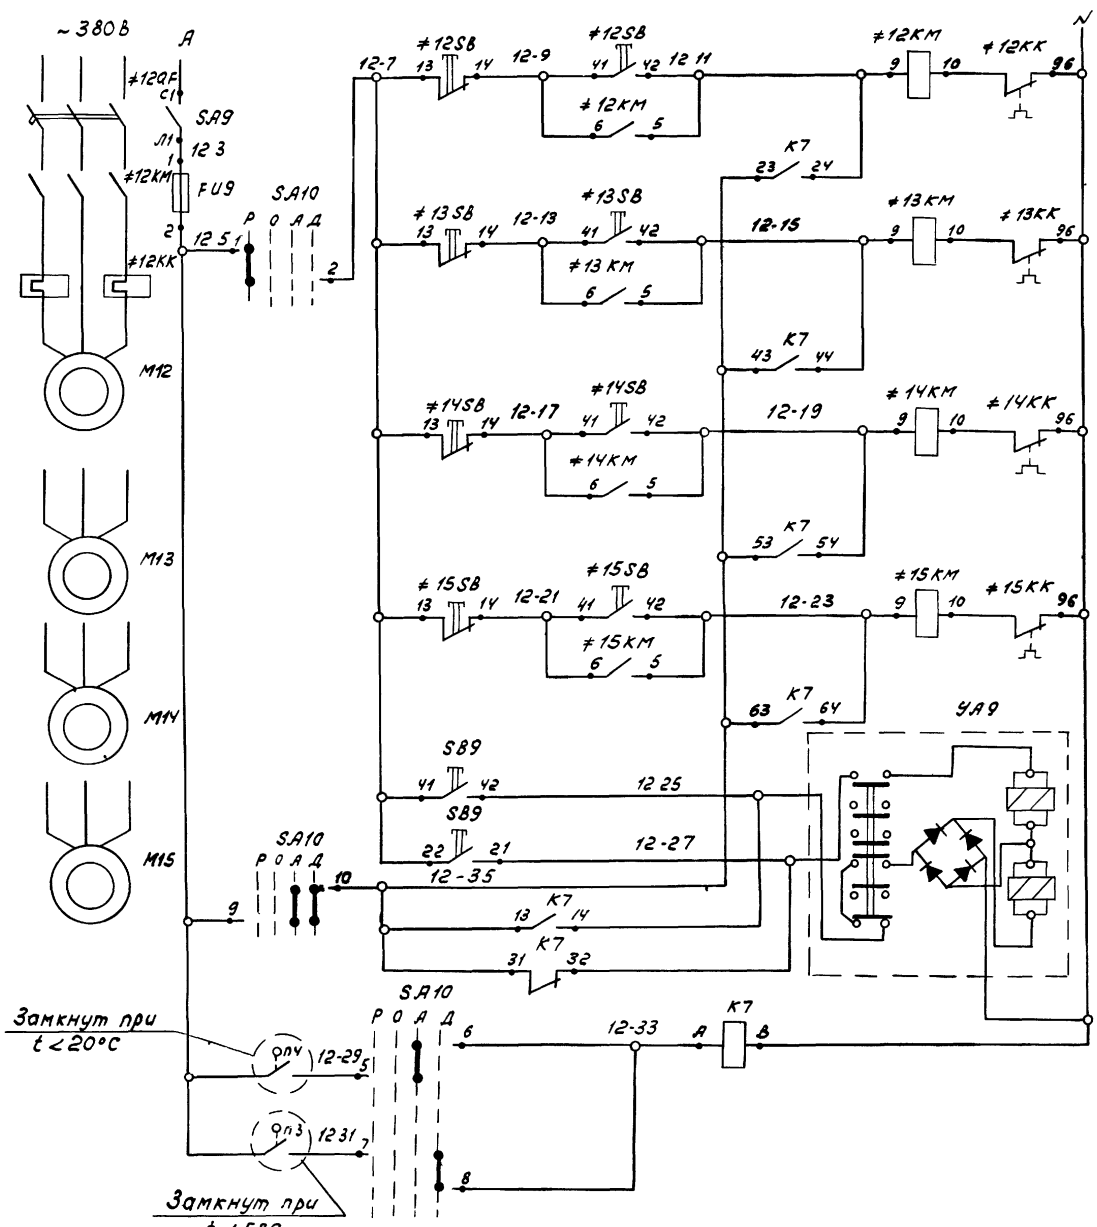 ~380В
А
N
≠12QF
С1
SA9
Л1
1
12 3
≠12КМ
FU9
2
12 5
1
SA10
Р О А Д
2
≠12КК
М12
М13
М14
М15
12-7
13
≠12SB
14
12-9
41
≠12SB
42
12 11
≠12КМ
6
5
9
≠12КМ
10
≠12КК
96
К7
23
24
13
≠13SB
14
12-13
41
≠13SB
42
12-15
≠13КМ
6
5
9
≠13КМ
10
≠13КК
96
К7
43
44
13
≠14SB
14
12-17
41
≠14SB
42
12-19
≠14КМ
6
5
9
≠14КМ
10
≠14КК
96
К7
53
54
13
≠15SB
14
12-21
41
≠15SB
42
12-23
≠15КМ
6
5
9
≠15КМ
10
≠15КК
96
К7
63
64
УА9
SB9
41
42
12 25
SB9
22
21
12-27
SA10
Р О А Д
9
10
12-35
К7
13
14
К7
31
32
SA10
Р О А Д
Замкнут при
t<20°С
п4
12-29
5
6
12-33
А
К7
В
п3
12 31
7
8
Замкнут при